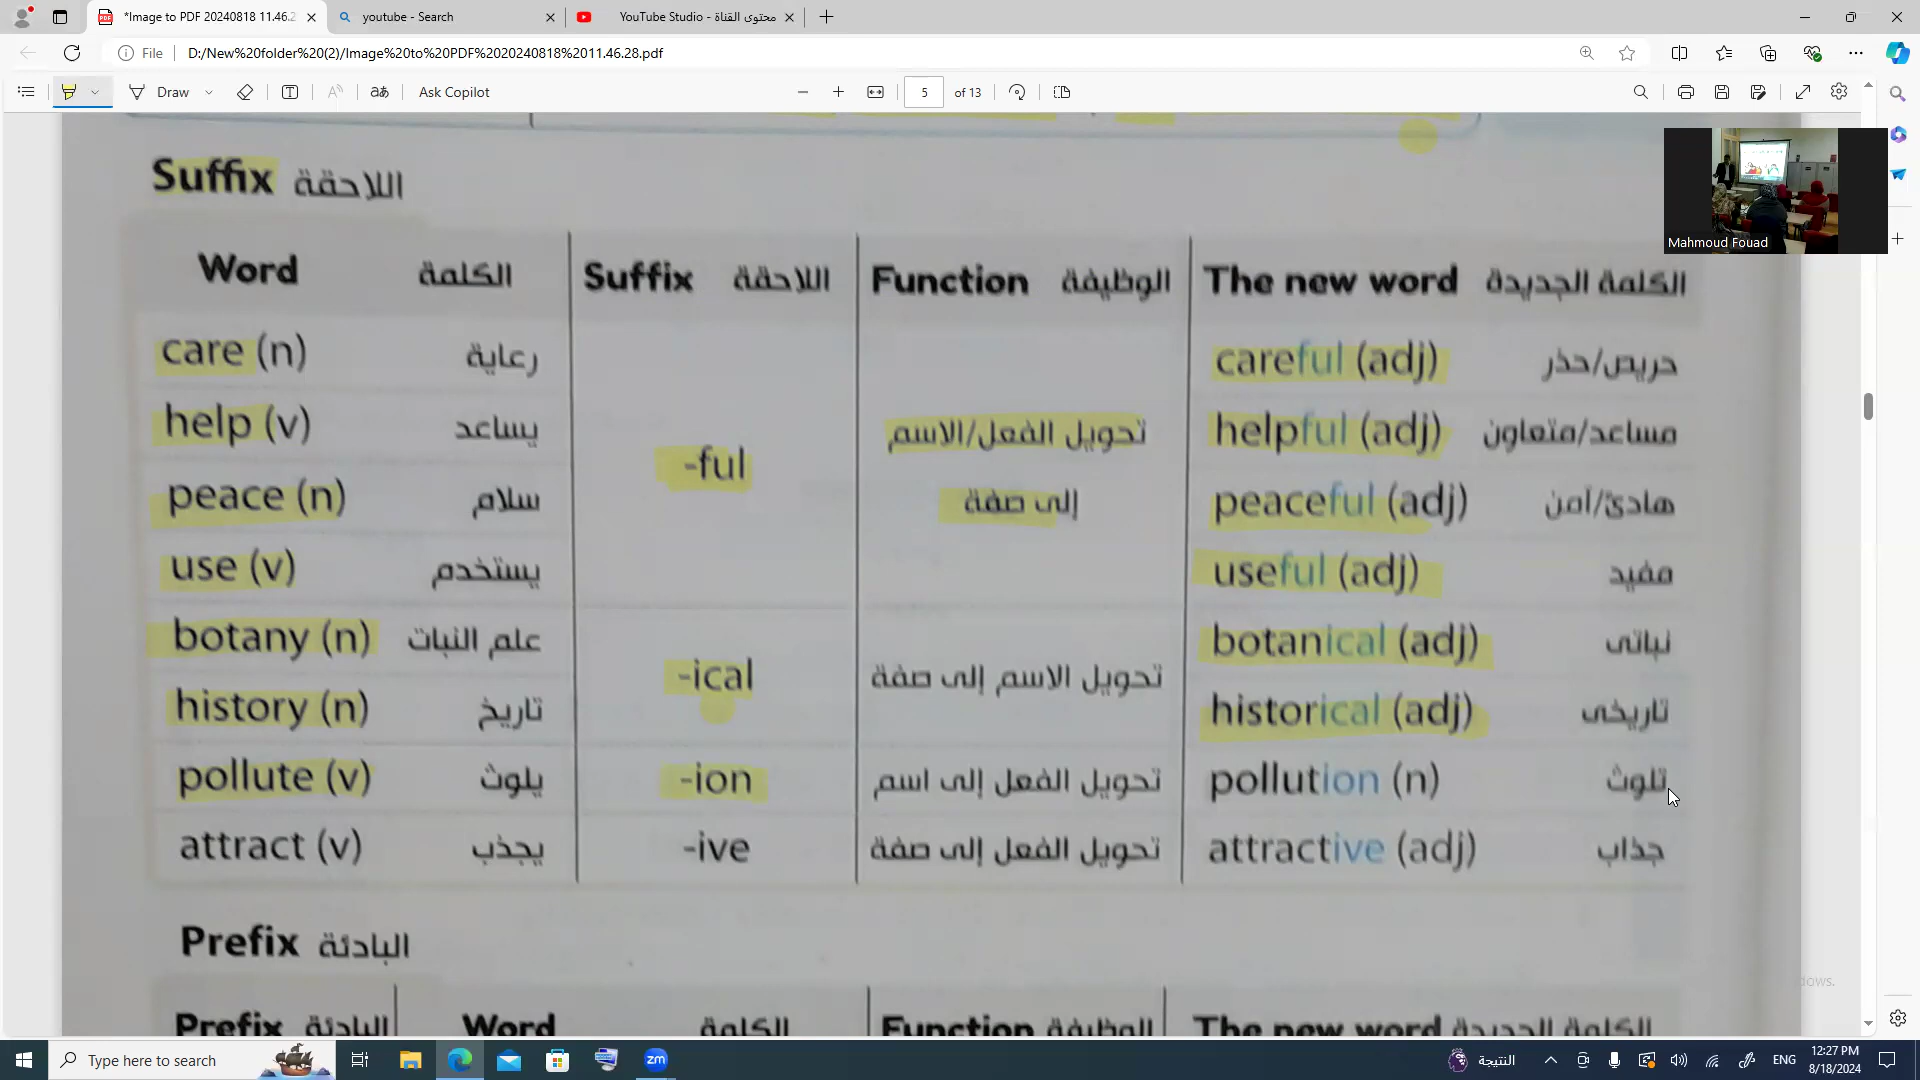 *Image to PDF 20240818 11.46.2
youtube - Search
YouTube Studio - محتوى القناة
File
D:/New%20folder%20(2)/Image%20to%20PDF%2020240818%2011.46.28.pdf
Draw
aあ
Ask Copilot
5
of 13
Mahmoud Fouad
Suffix اللاحقة
Word الكلمة
Suffix اللاحقة
Function الوظيفة
The new word الكلمة الجديدة
care (n) رعاية
careful (adj) حريص/حذر
help (v) يساعد
-ful
تحويل الفعل/الاسم
إلى صفة
helpful (adj) مساعد/متعاون
peace (n) سلام
peaceful (adj) هادئ/آمن
use (v) يستخدم
useful (adj) مفيد
botany (n) علم النبات
-ical
تحويل الاسم إلى صفة
botanical (adj) نباتى
history (n) تاريخ
historical (adj) تاريخى
pollute (v) يلوث
-ion
تحويل الفعل إلى اسم
pollution (n) تلوث
attract (v) يجذب
-ive
تحويل الفعل إلى صفة
attractive (adj) جذاب
Prefix البادئة
Prefix البادئة
Word الكلمة
Function الوظيفة
The new word الكلمة الجديدة
dows.
Type here to search
zm
النتيجة
ENG
12:27 PM
8/18/2024